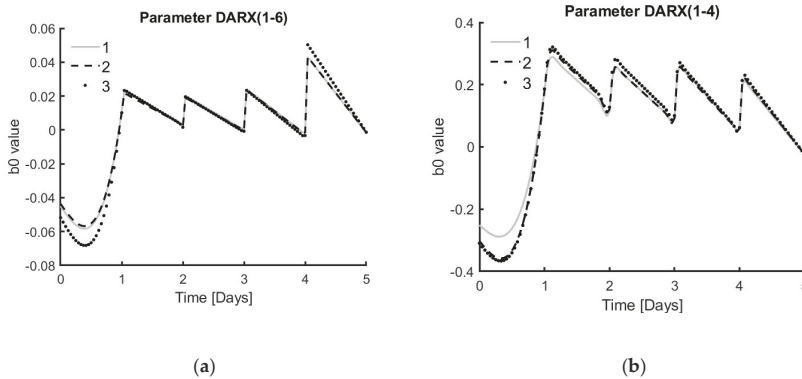 Parameter DARX(1-6)
0.06
0.04
0.02
0
-0.02
-0.04
-0.06
-0.08
b0 value
1
2
3
0 1 2 3 4 5
Time [Days]
(a)
Parameter DARX(1-4)
0.4
0.2
0
-0.2
-0.4
b0 value
1
2
3
0 1 2 3 4 5
Time [Days]
(b)